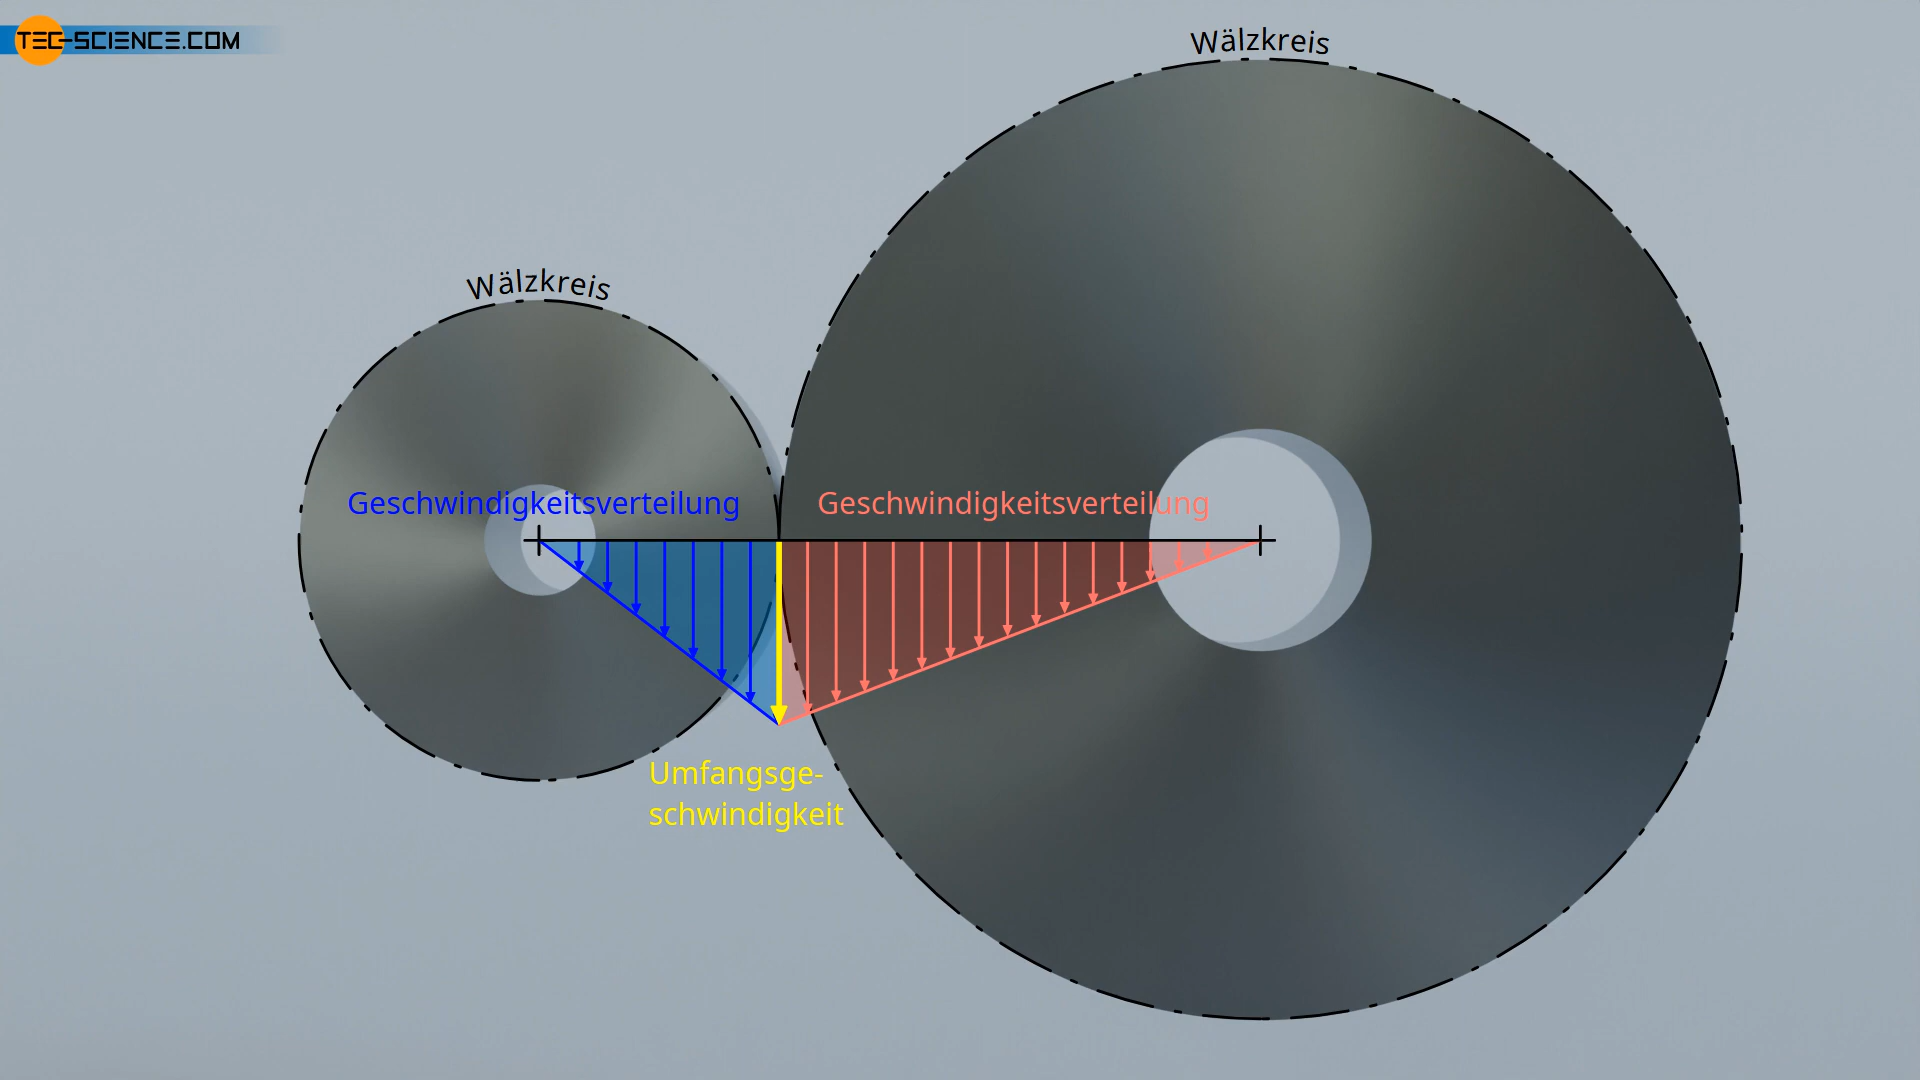 TEC-SCIENCE.COM
Wälzkreis
Wälzkreis
Geschwindigkeitsverteilung
Geschwindigkeitsverteilung
Umfangsge-
schwindigkeit